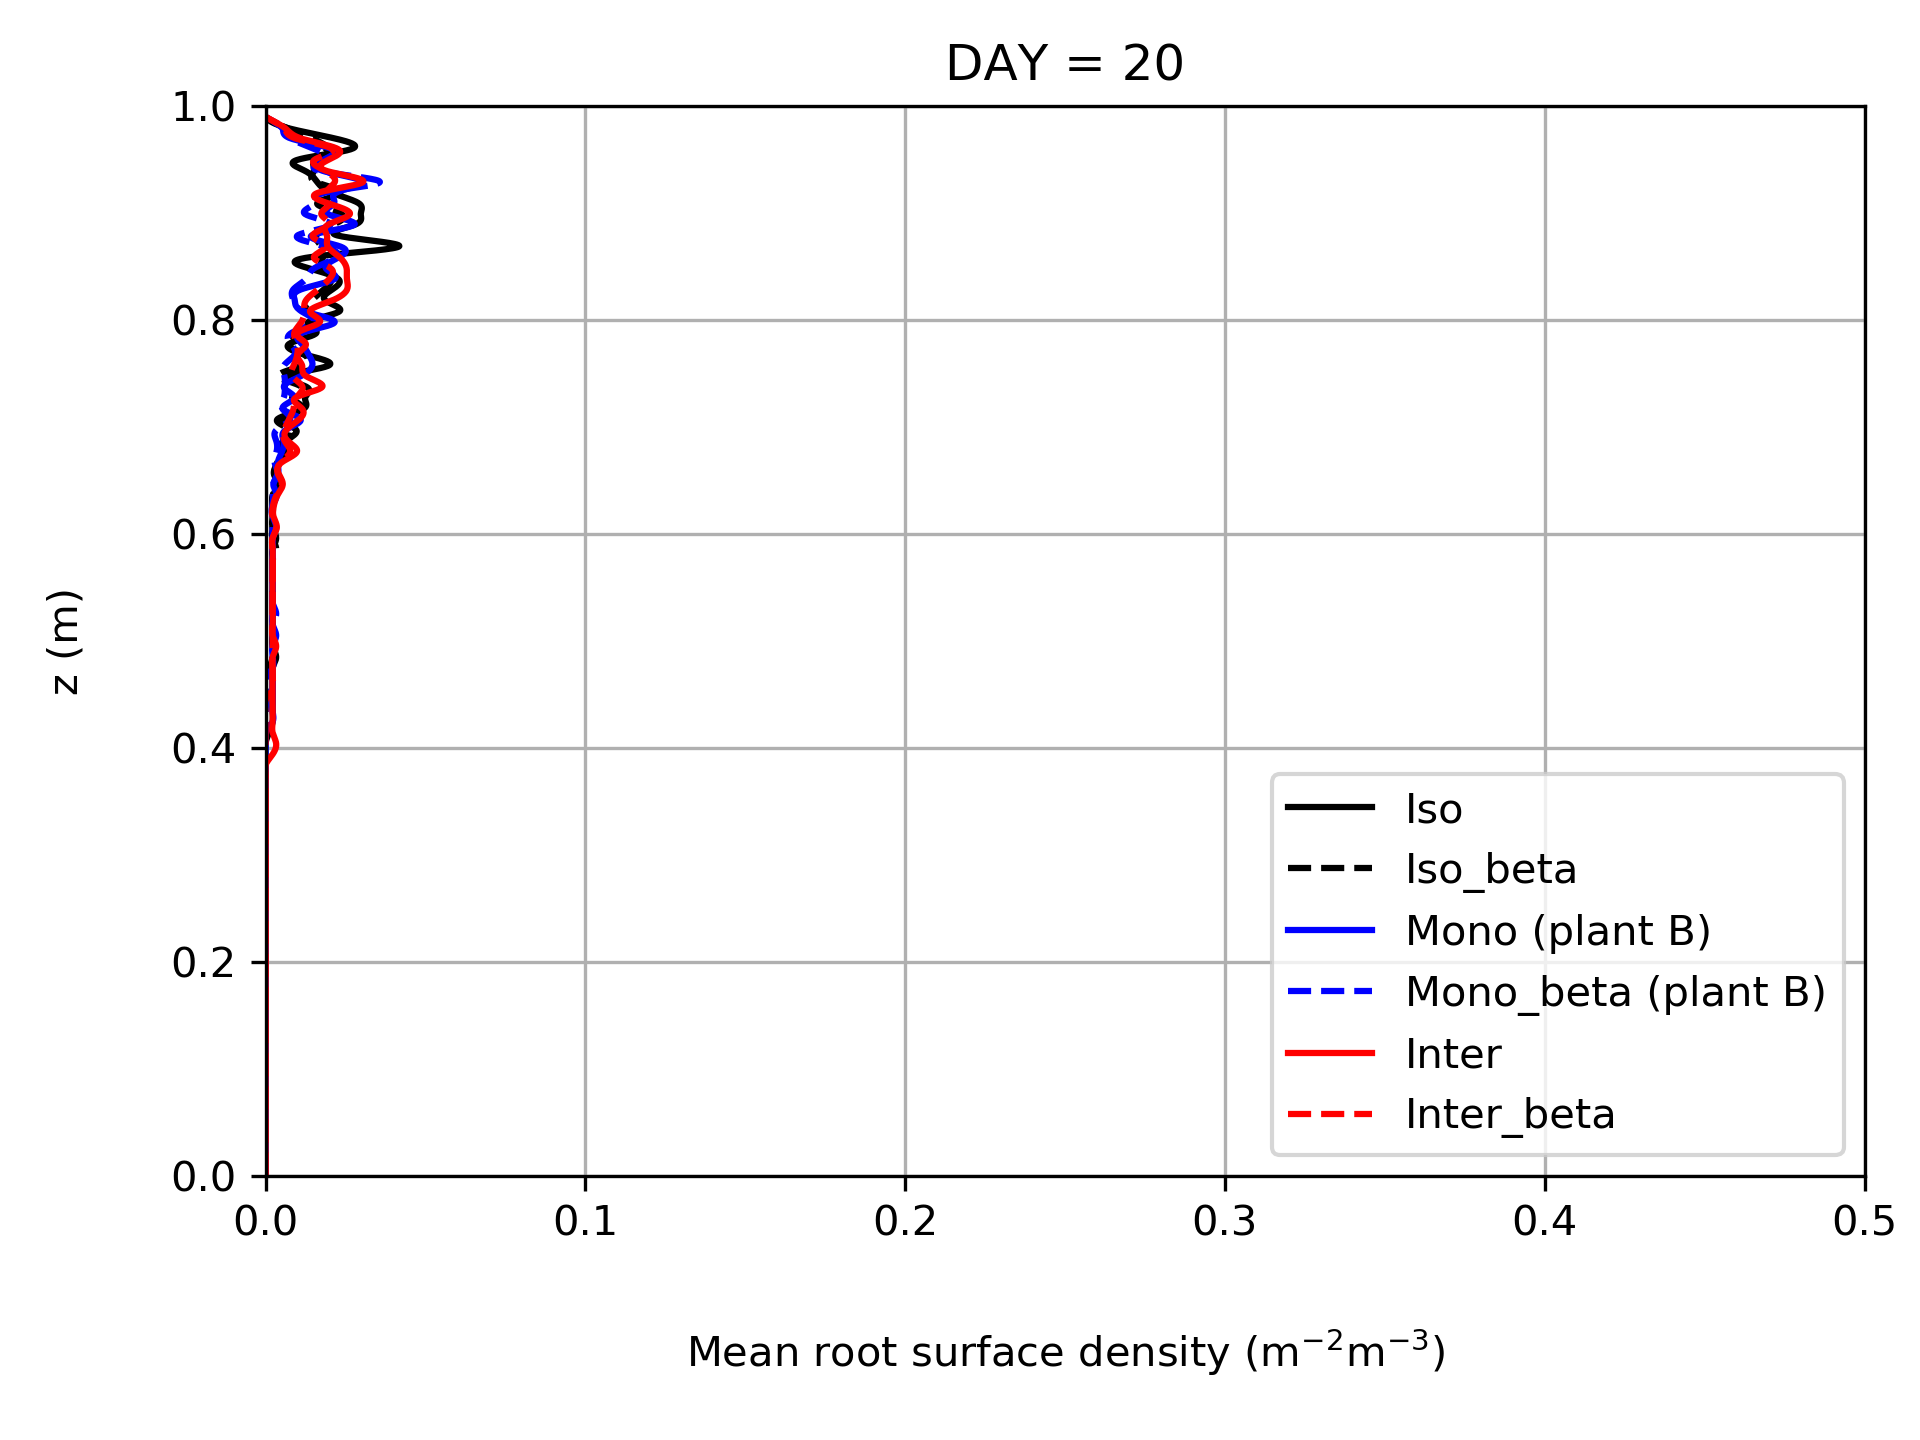 DAY = 20
1.0
0.8
0.6
0.4
0.2
0.0
z (m)
0.0 0.1 0.2 0.3 0.4 0.5
Mean root surface density (m⁻²m⁻³)
Iso
Iso_beta
Mono (plant B)
Mono_beta (plant B)
Inter
Inter_beta